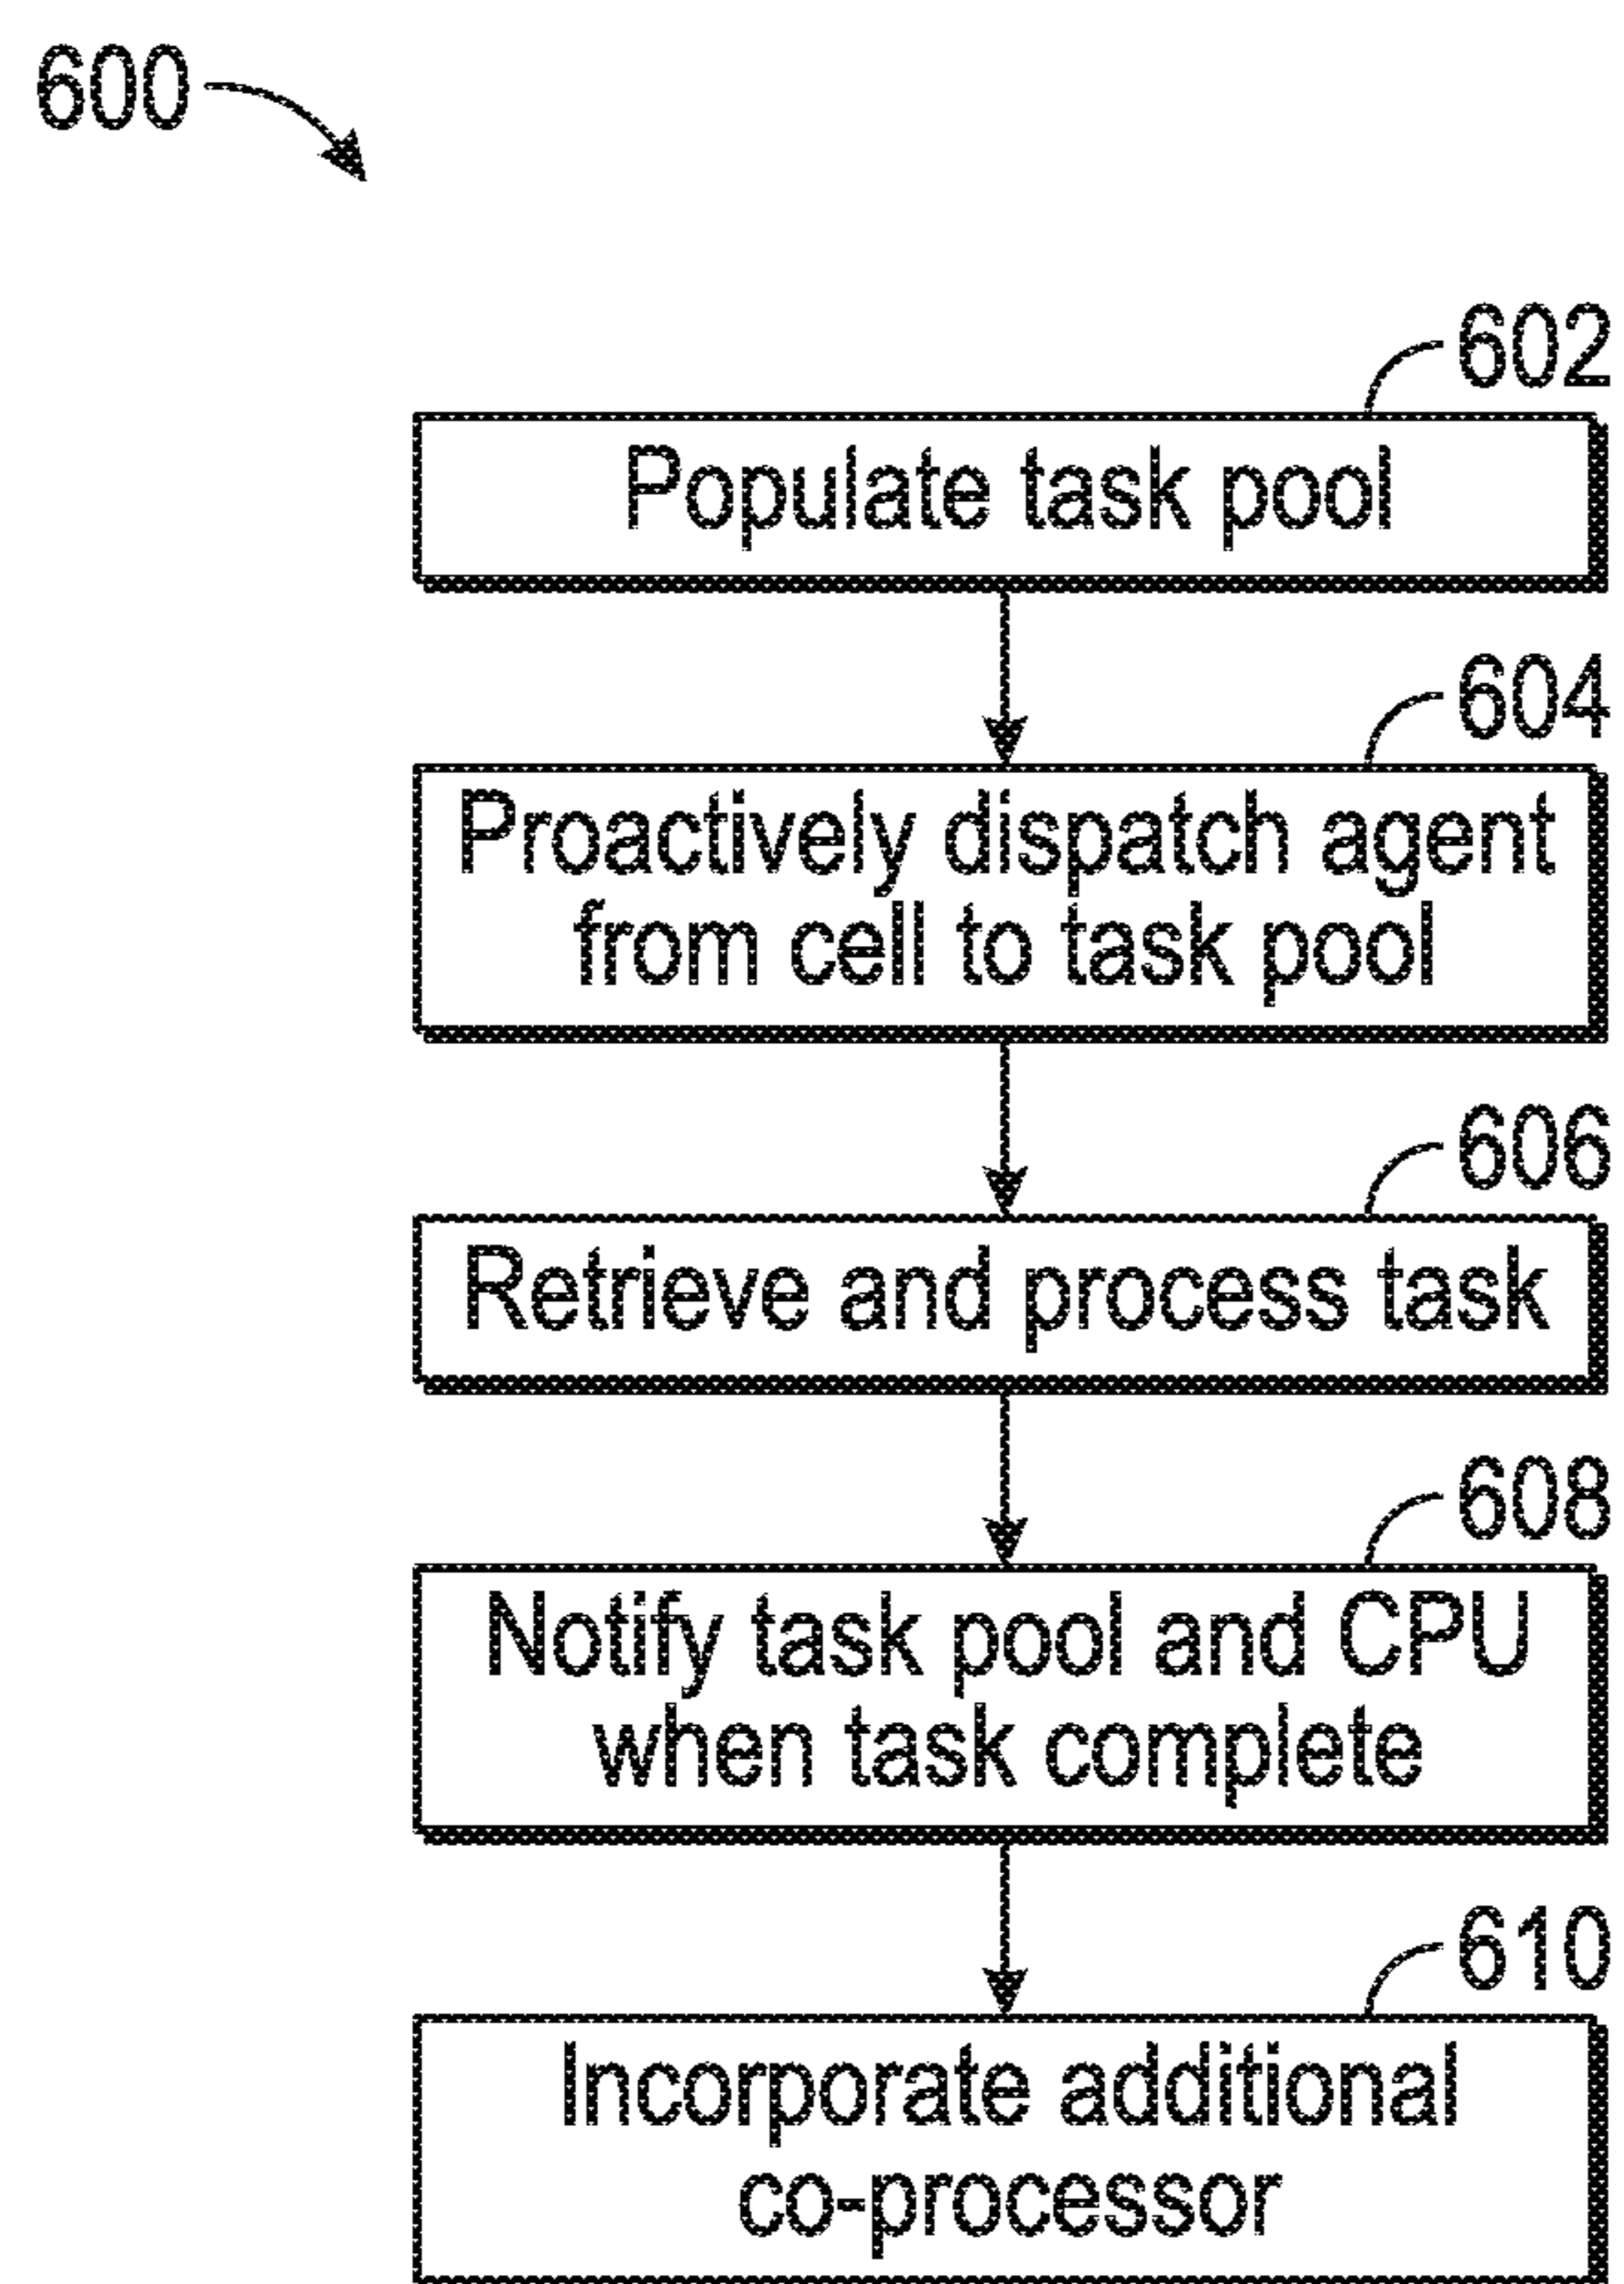 600
602
Populate task pool
604
Proactively dispatch agent
from cell to task pool
606
Retrieve and process task
608
Notify task pool and CPU
when task complete
610
Incorporate additional
co-processor